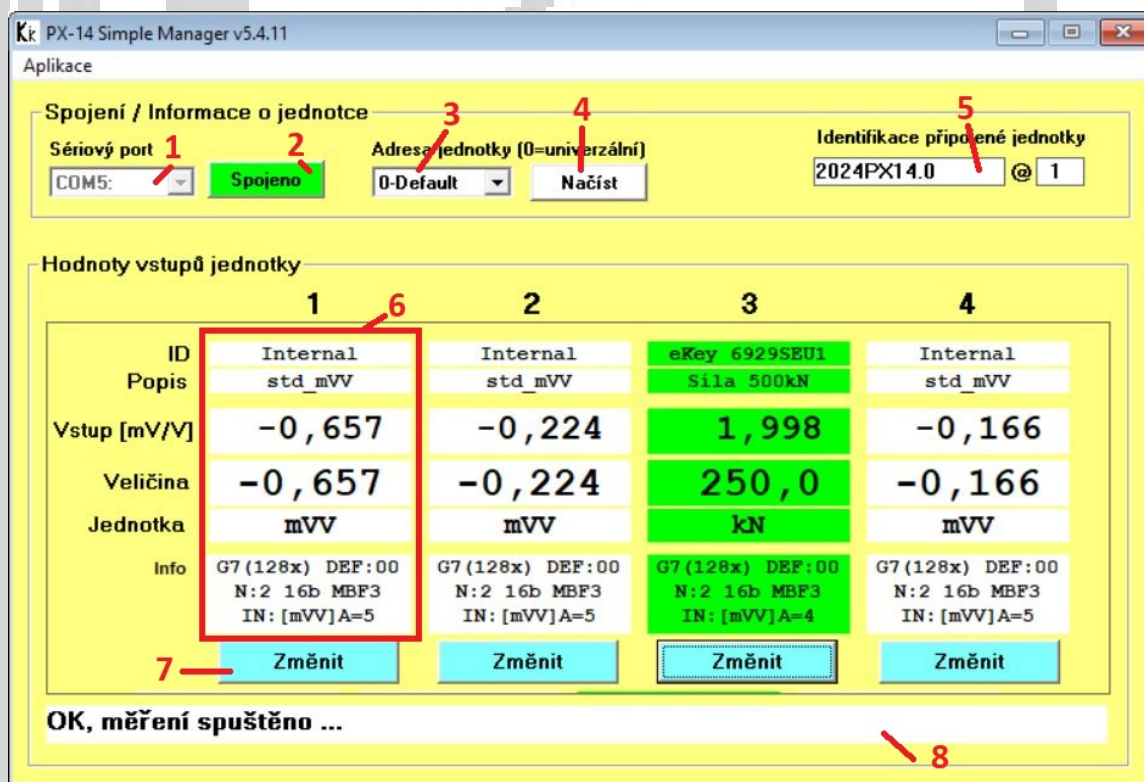 Kk PX-14 Simple Manager v5.4.11
Aplikace
Spojení / Informace o jednotce
3
4
5
Sériový port
1
2
Adresa jednotky (0=univerzální)
Identifikace připojené jednotky
COM5:
Spojeno
0-Default
Načíst
2024PX14.0 @ 1
Hodnoty vstupů jednotky
1 6 2 3 4
ID Internal Internal eKey 6929SEU1 Internal
Popis std_mVV std_mVV Síla 500kN std_mVV
Vstup [mV/V] -0,657 -0,224 1,998 -0,166
Veličina -0,657 -0,224 250,0 -0,166
Jednotka mVV mVV kN mVV
Info G7(128x) DEF:00 G7(128x) DEF:00 G7(128x) DEF:00 G7(128x) DEF:00
N:2 16b MBF3 N:2 16b MBF3 N:2 16b MBF3 N:2 16b MBF3
IN:[mVV]A=5 IN:[mVV]A=5 IN:[mVV]A=4 IN:[mVV]A=5
7 Změnit Změnit Změnit Změnit
OK, měření spuštěno ...
8